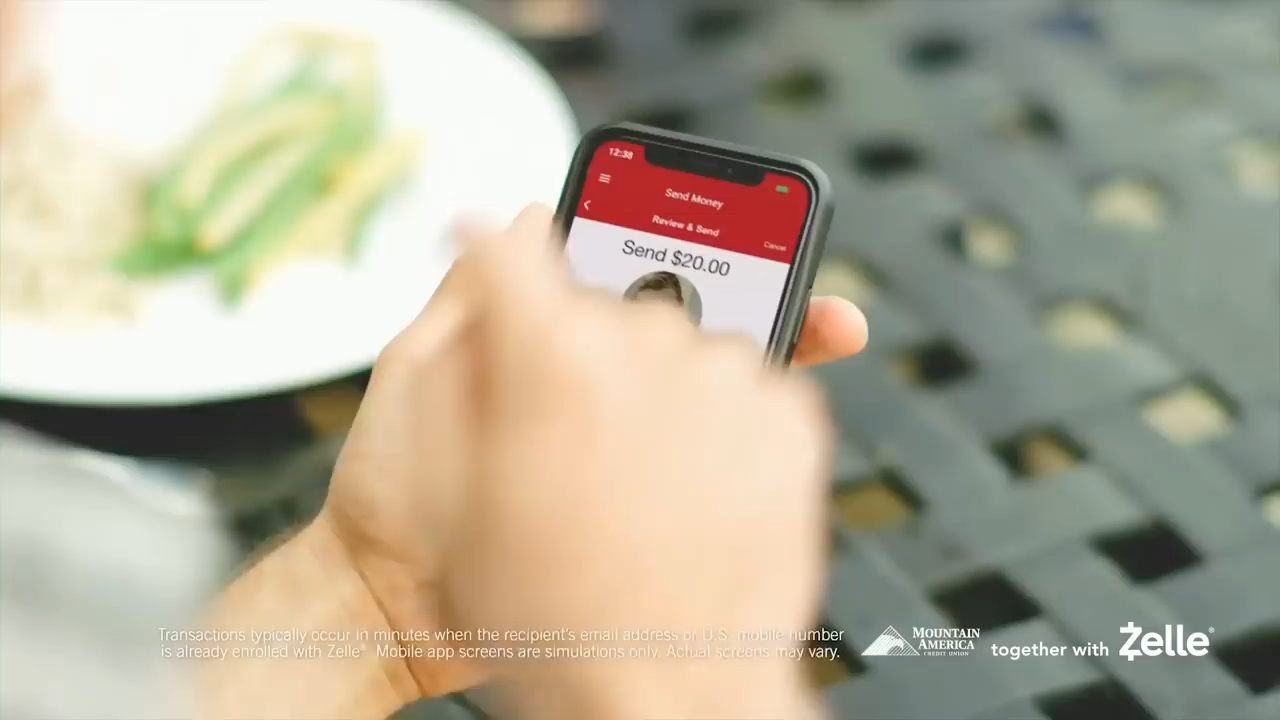 12:38
Send Money
Review & Send
Cancel
Send $20.00
Transactions typically occur in minutes when the recipient's email address or U.S. mobile number
is already enrolled with Zelle® Mobile app screens are simulations only. Actual screens may vary.
MOUNTAIN
AMERICA
CREDIT UNION
together with Zelle®